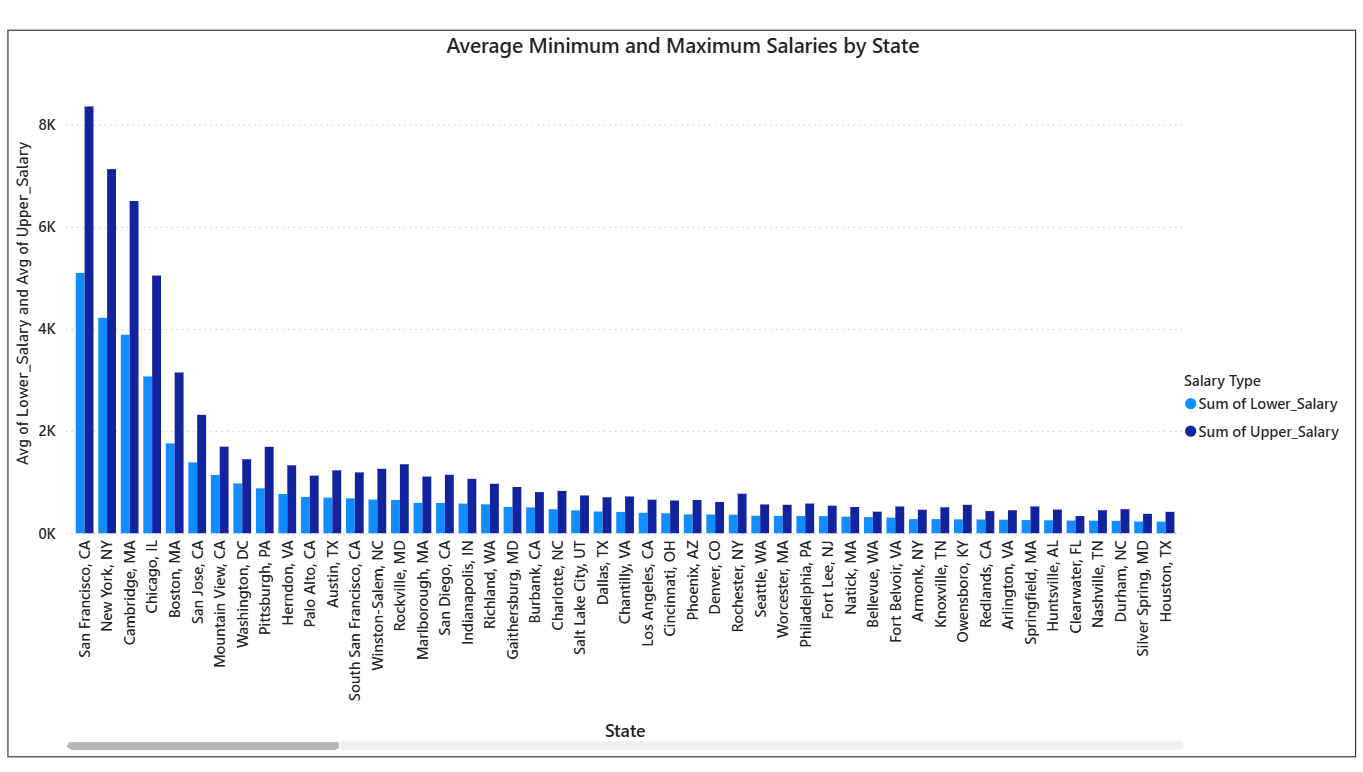 Average Minimum and Maximum Salaries by State
Avg of Lower_Salary and Avg of Upper_Salary
8K
6K
4K
2K
0K
San Francisco, CA
New York, NY
Cambridge, MA
Chicago, IL
Boston, MA
San Jose, CA
Mountain View, CA
Washington, DC
Pittsburgh, PA
Herndon, VA
Palo Alto, CA
Austin, TX
South San Francisco, CA
Winston-Salem, NC
Rockville, MD
Marlborough, MA
San Diego, CA
Indianapolis, IN
Richland, WA
Gaithersburg, MD
Burbank, CA
Charlotte, NC
Salt Lake City, UT
Dallas, TX
Chantilly, VA
Los Angeles, CA
Cincinnati, OH
Phoenix, AZ
Denver, CO
Rochester, NY
Seattle, WA
Worcester, MA
Philadelphia, PA
Fort Lee, NJ
Natick, MA
Bellevue, WA
Fort Belvoir, VA
Armonk, NY
Knoxville, TN
Owensboro, KY
Redlands, CA
Arlington, VA
Springfield, MA
Huntsville, AL
Clearwater, FL
Nashville, TN
Durham, NC
Silver Spring, MD
Houston, TX
State
Salary Type
Sum of Lower_Salary
Sum of Upper_Salary